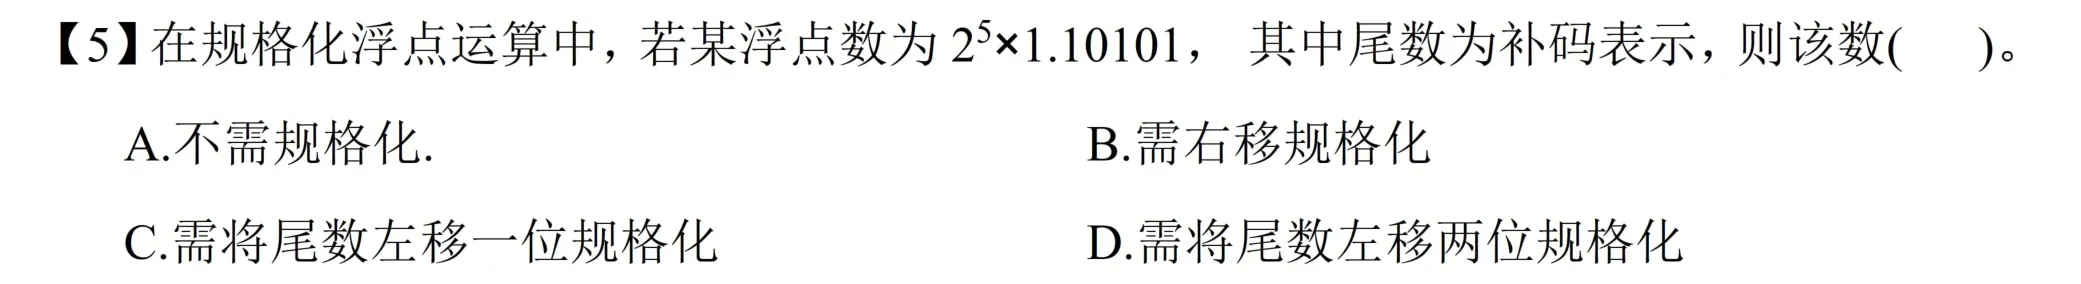 【5】在规格化浮点运算中，若某浮点数为 2⁵×1.10101， 其中尾数为补码表示，则该数(    )。
A.不需规格化.    B.需右移规格化
C.需将尾数左移一位规格化    D.需将尾数左移两位规格化